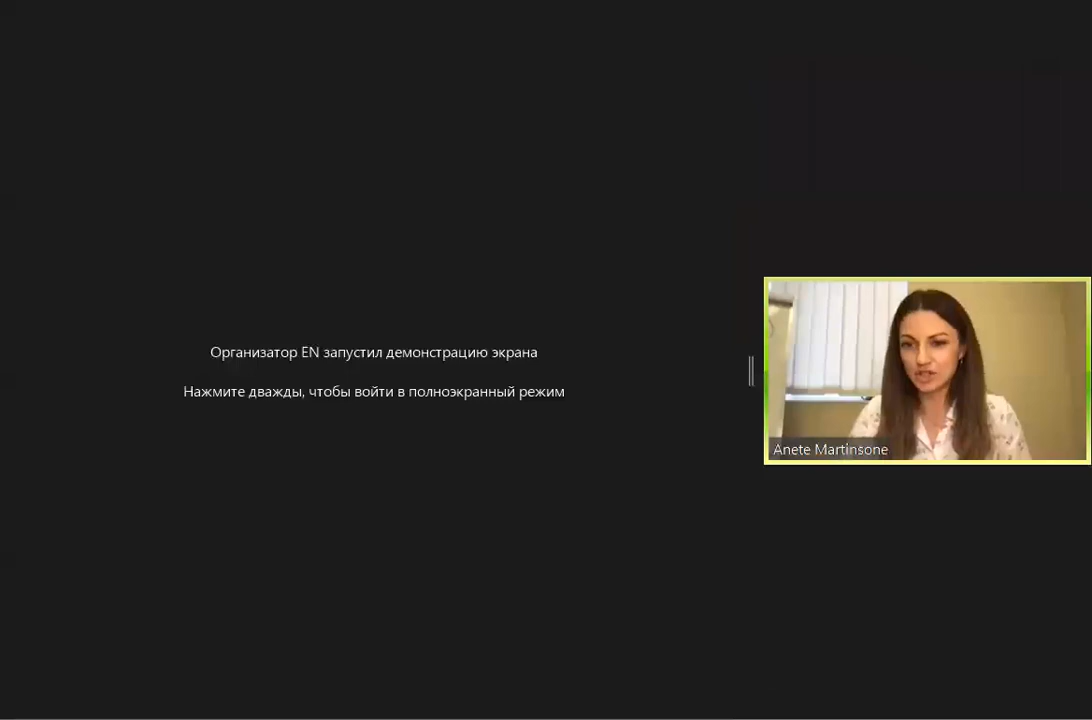 Организатор EN запустил демонстрацию экрана
Нажмите дважды, чтобы войти в полноэкранный режим
Anete Martinsone